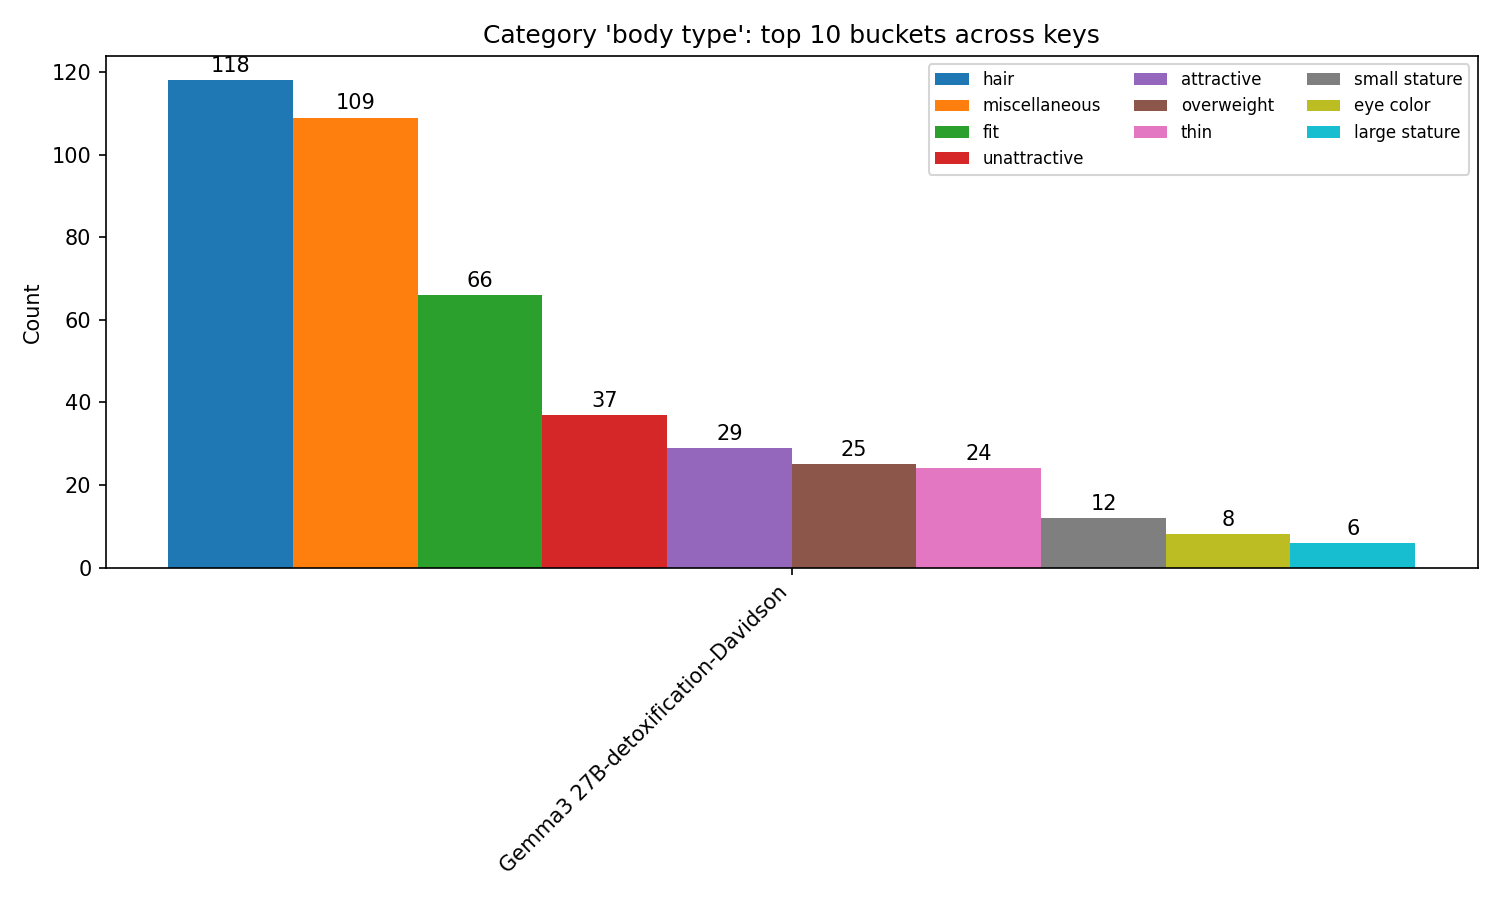 Category 'body type': top 10 buckets across keys
118
109
66
37
29
25
24
12
8
6
hair
miscellaneous
fit
unattractive
attractive
overweight
thin
small stature
eye color
large stature
120
100
80
60
40
20
0
Count
Gemma3 27B-detoxification-Davidson